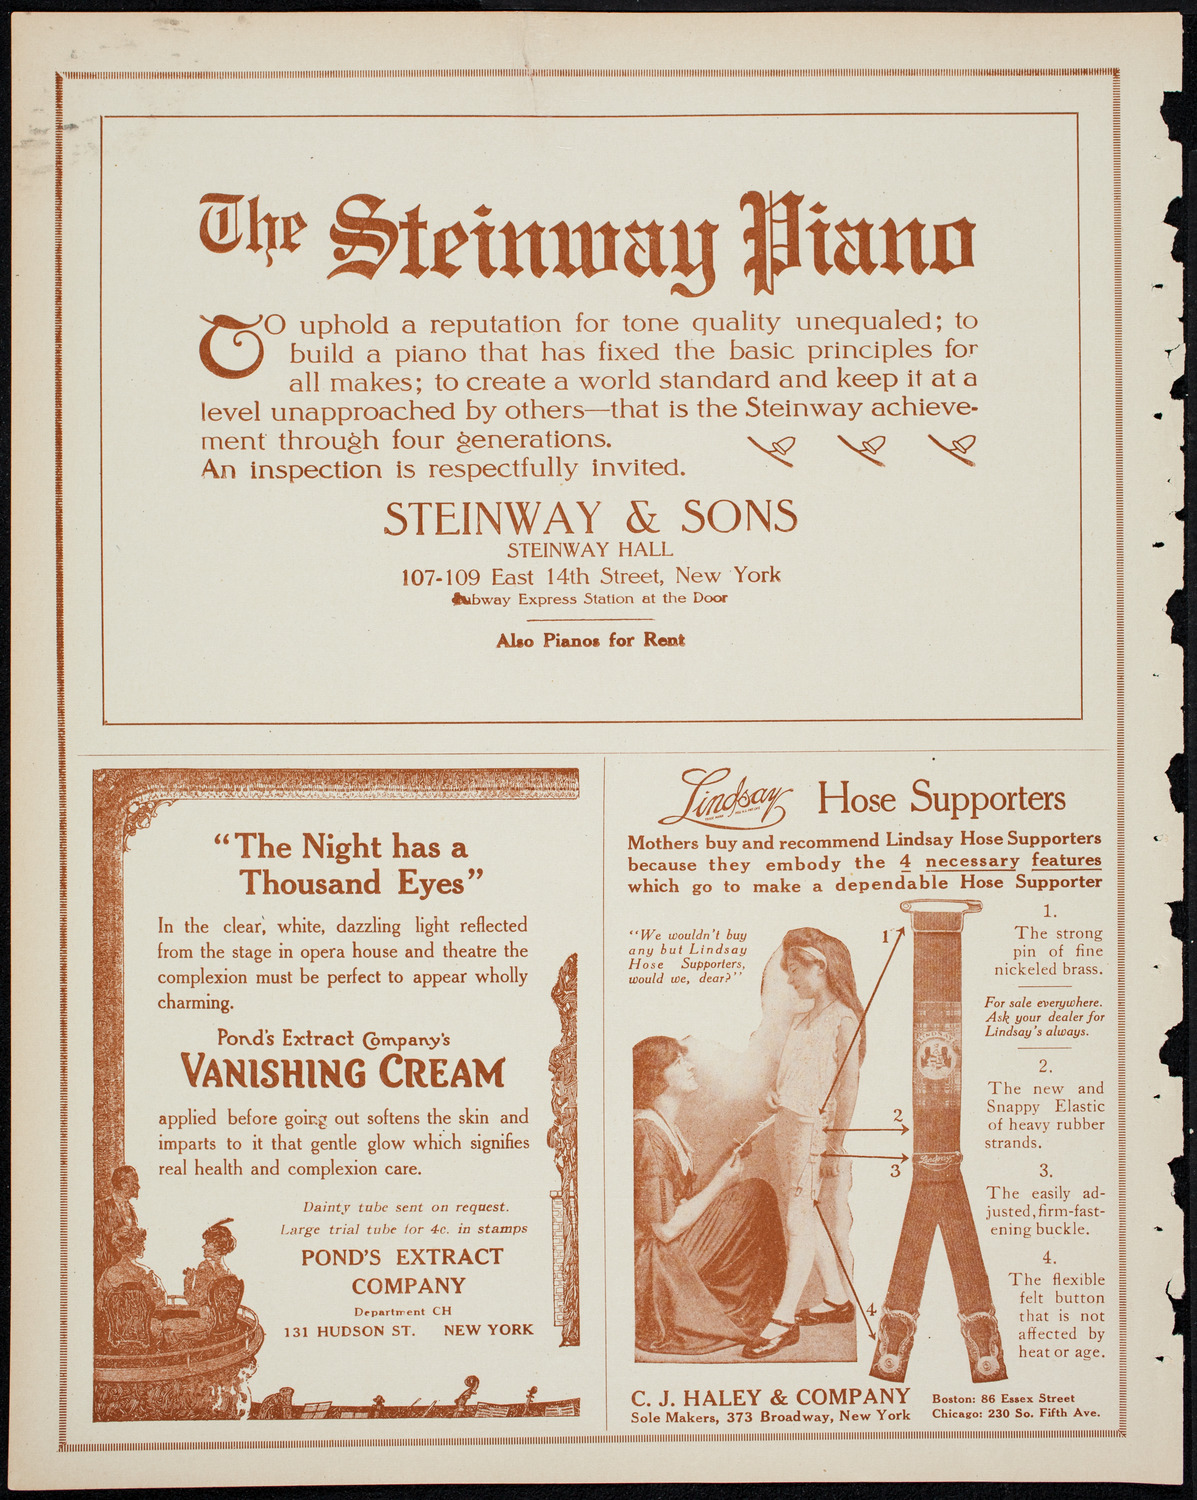 The Steinway Piano
TO uphold a reputation for tone quality unequaled; to
build a piano that has fixed the basic principles for
all makes; to create a world standard and keep it at a
level unapproached by others—that is the Steinway achieve-
ment through four generations.
An inspection is respectfully invited.
STEINWAY & SONS
STEINWAY HALL
107-109 East 14th Street, New York
Subway Express Station at the Door
Also Pianos for Rent
"The Night has a
Thousand Eyes"
In the clear, white, dazzling light reflected
from the stage in opera house and theatre the
complexion must be perfect to appear wholly
charming.
Pond's Extract Company's
VANISHING CREAM
applied before going out softens the skin and
imparts to it that gentle glow which signifies
real health and complexion care.
Dainty tube sent on request.
Large trial tube for 4c. in stamps
POND'S EXTRACT
COMPANY
Department CH
131 HUDSON ST. NEW YORK
Lindsay Hose Supporters
Mothers buy and recommend Lindsay Hose Supporters
because they embody the 4 necessary features
which go to make a dependable Hose Supporter
"We wouldn't buy
any but Lindsay
Hose Supporters,
would we, dear?"
1
2
3
4
LINDSAY
Lindsay
1.
The strong
pin of fine
nickeled brass.
For sale everywhere.
Ask your dealer for
Lindsay's always.
2.
The new and
Snappy Elastic
of heavy rubber
strands.
3.
The easily ad-
justed, firm-fast-
ening buckle.
4.
The flexible
felt button
that is not
affected by
heat or age.
C. J. HALEY & COMPANY
Sole Makers, 373 Broadway, New York
Boston: 86 Essex Street
Chicago: 230 So. Fifth Ave.